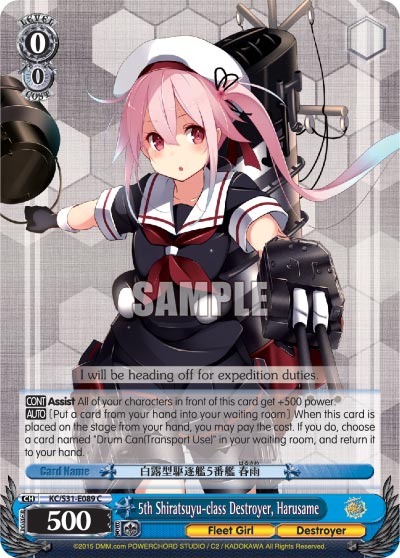 LEVEL
0
0
COST
SAMPLE
I will be heading off for expedition duties.
CONT Assist All of your characters in front of this card get +500 power.
AUTO [Put a card from your hand into your waiting room] When this card is
placed on the stage from your hand, you may pay the cost. If you do, choose
a card named "Drum Can(Transport Use)" in your waiting room, and return it
to your hand.
Card Name
はるさめ
白露型駆逐艦5番艦 春雨
CH KC/S31-E089 C
5th Shiratsuyu-class Destroyer, Harusame
POWER
500
Fleet Girl
Destroyer
©2015 DMM.com POWERCHORD STUDIO / C2 / KADOKAWA All Rights Reserved.